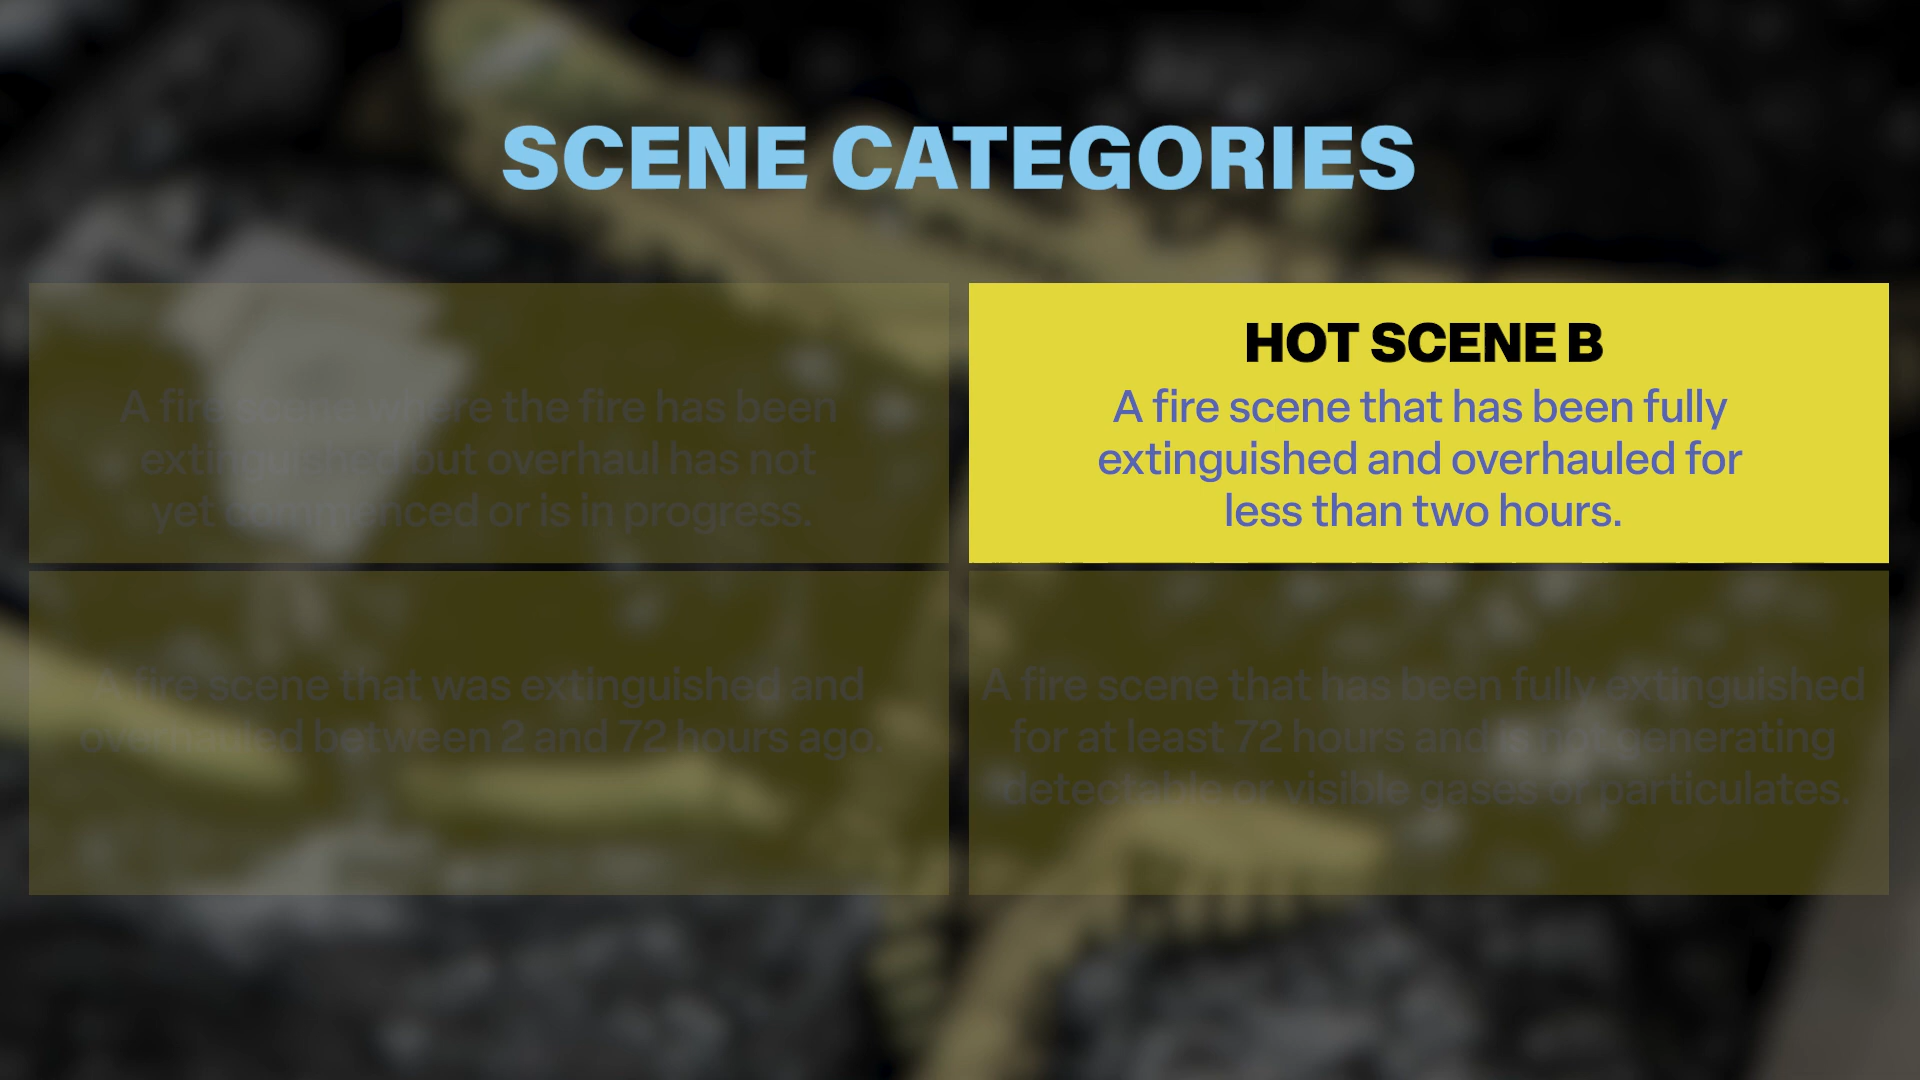 SCENE CATEGORIES
A fire scene where the fire has been
extinguished but overhaul has not
yet commenced or is in progress.
HOT SCENE B
A fire scene that has been fully
extinguished and overhauled for
less than two hours.
A fire scene that was extinguished and
overhauled between 2 and 72 hours ago.
A fire scene that has been fully extinguished
for at least 72 hours and is not generating
detectable or visible gases or particulates.